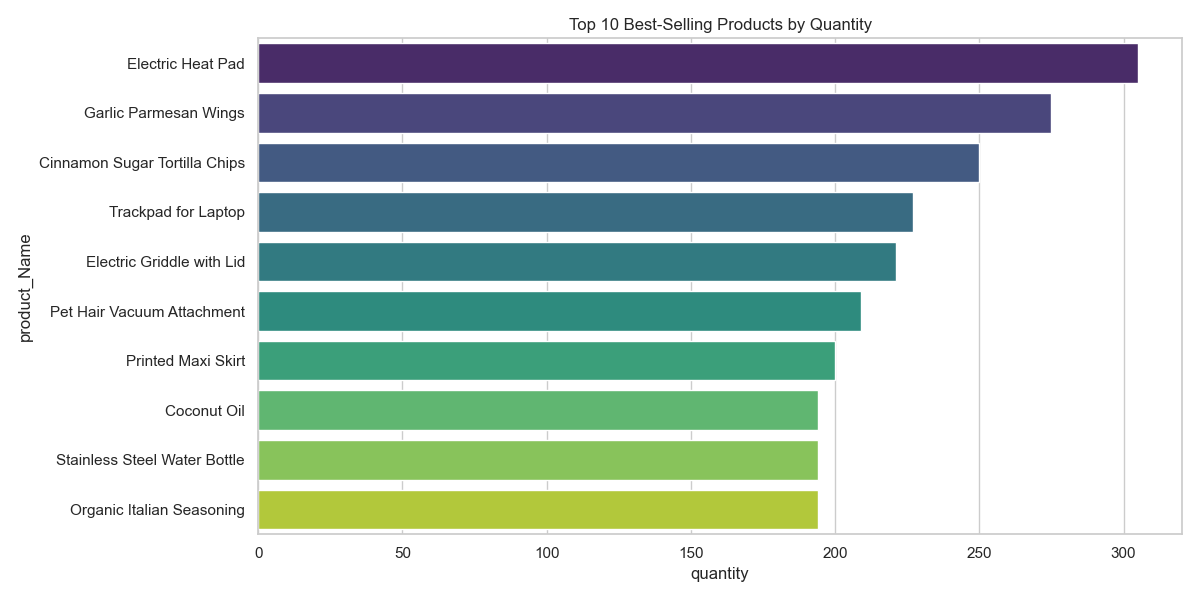 Top 10 Best-Selling Products by Quantity
product_Name
Electric Heat Pad
Garlic Parmesan Wings
Cinnamon Sugar Tortilla Chips
Trackpad for Laptop
Electric Griddle with Lid
Pet Hair Vacuum Attachment
Printed Maxi Skirt
Coconut Oil
Stainless Steel Water Bottle
Organic Italian Seasoning
0 50 100 150 200 250 300
quantity